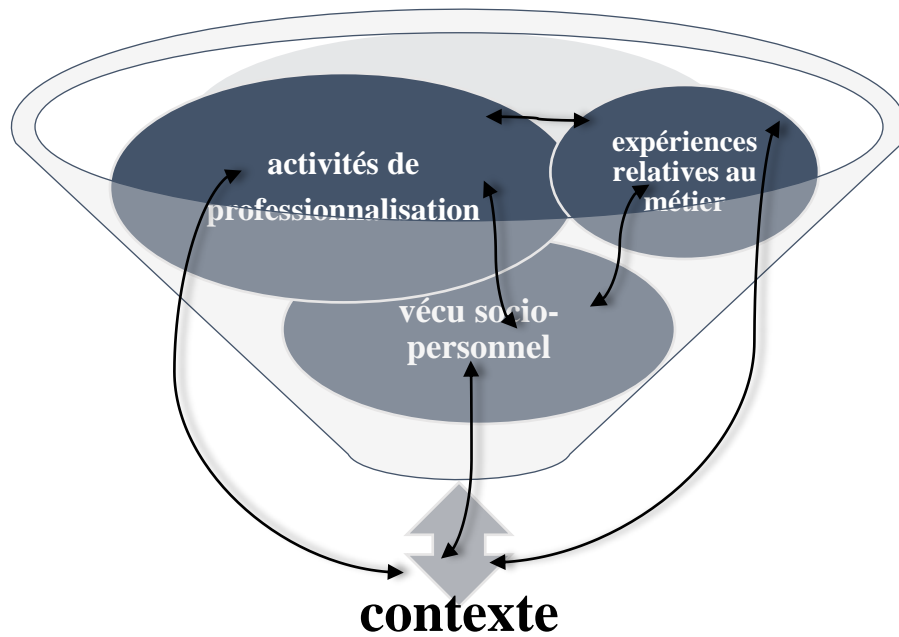 activités de
professionnalisation
expériences
relatives au
métier
vécu socio-
personnel
contexte